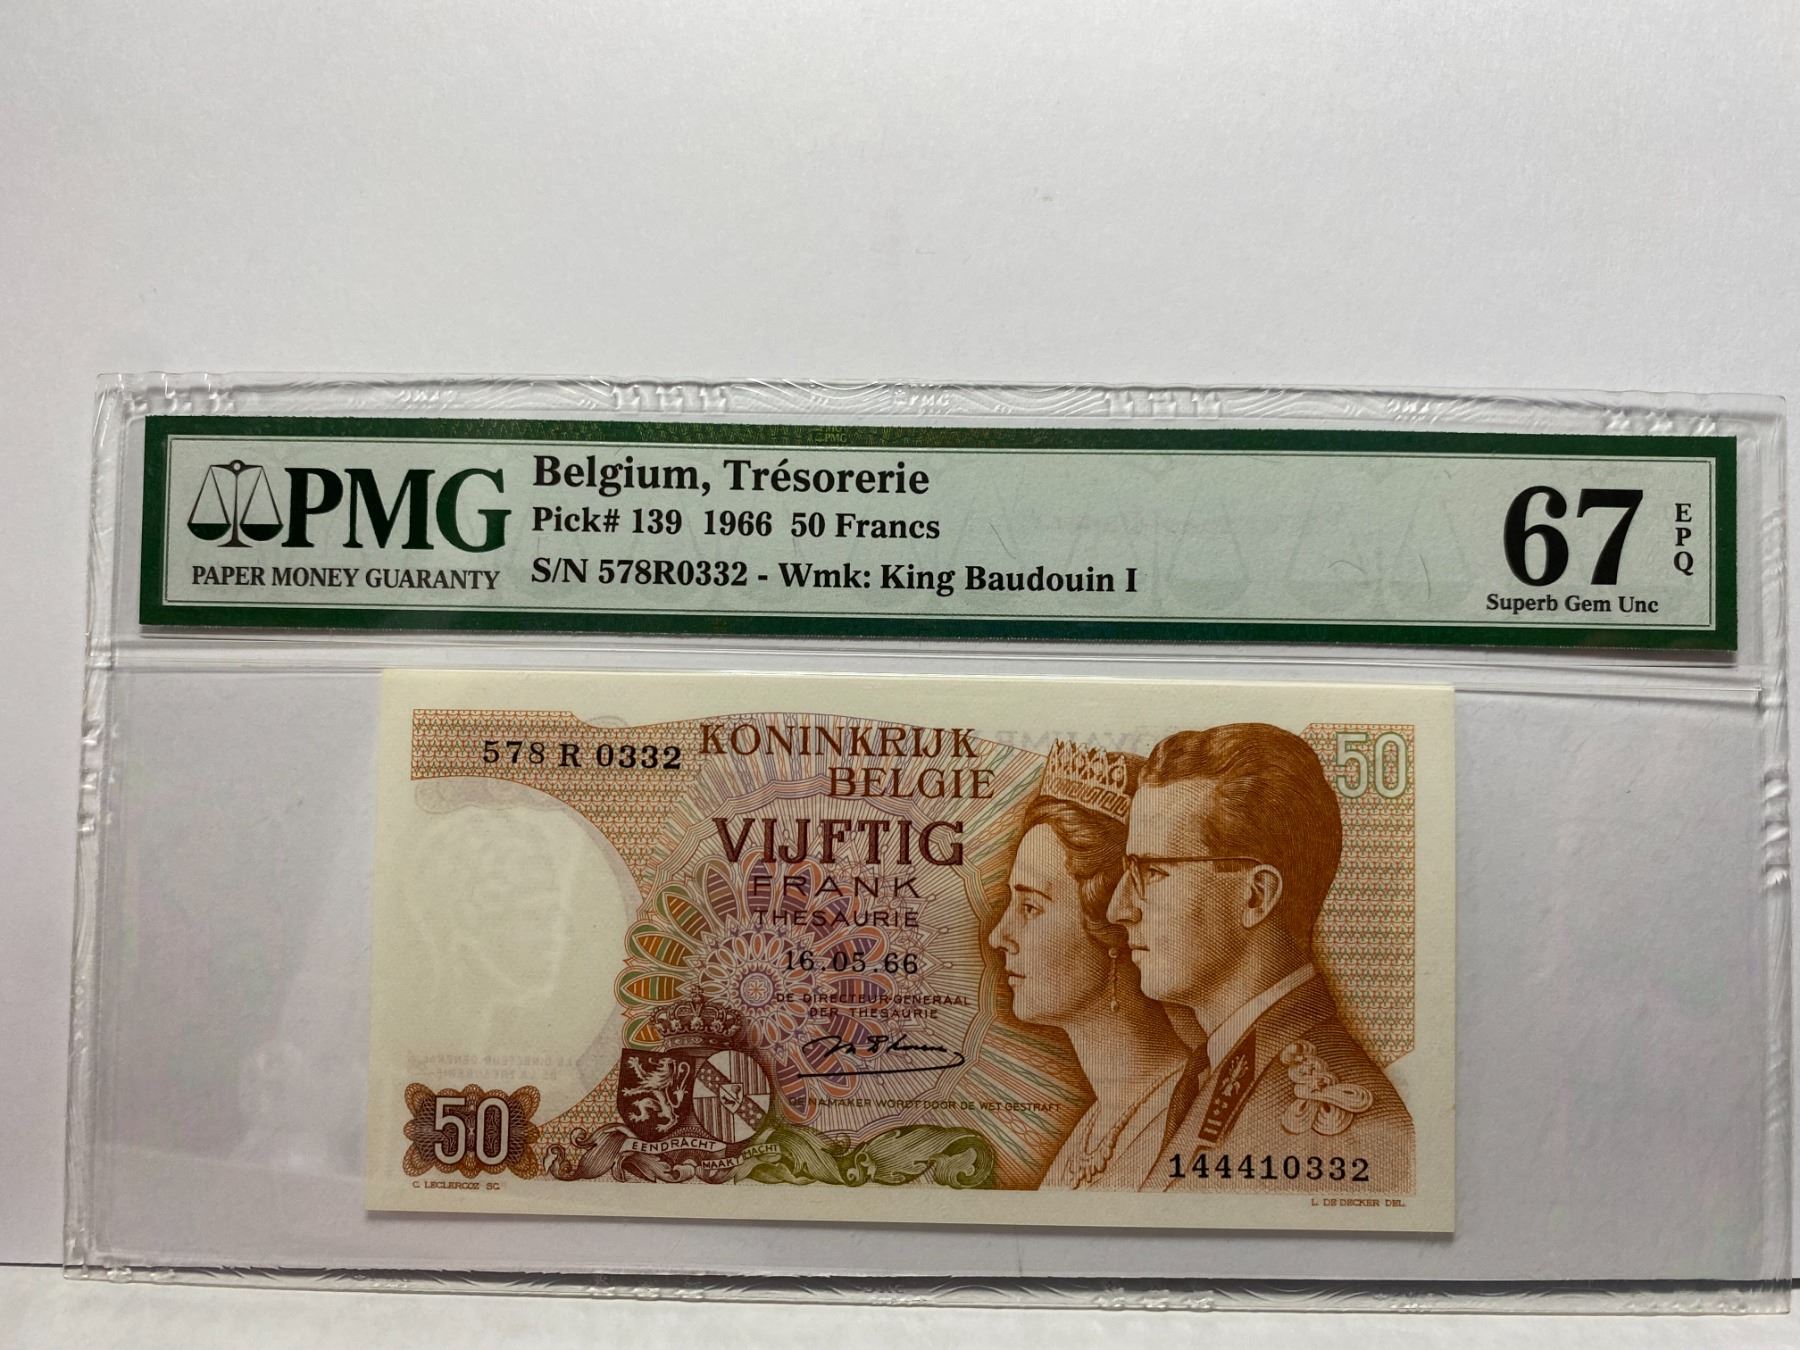 PMG
PAPER MONEY GUARANTY
Belgium, Trésorerie
Pick# 139 1966 50 Francs
S/N 578R0332 - Wmk: King Baudouin I
67
EPQ
Superb Gem Unc
578 R 0332
KONINKRIJK
BELGIE
50
VIJFTIG
FRANK
THESAURIE
16.05.66
DE DIRECTEUR-GENERAAL
DER THESAURIE
DE NAMAKER WORDT DOOR DE WET GESTRAFT
50
EENDRACHT
MAAKT MACHT
144410332
C. LECLERCQZ SC.
L. DE DECKER DEL.